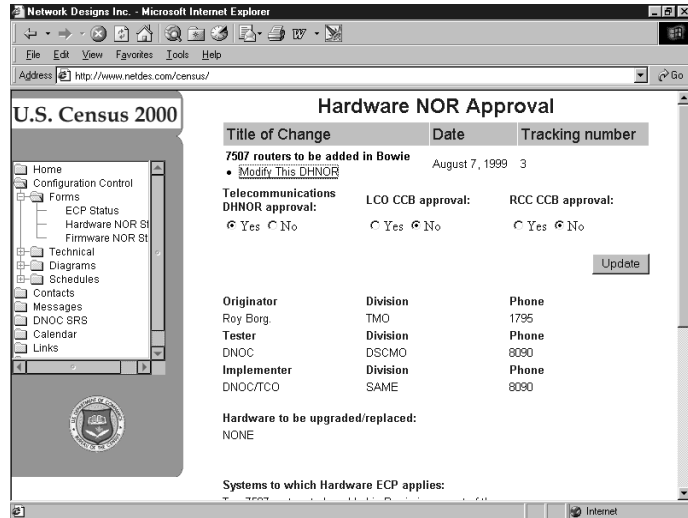 Network Designs Inc. - Microsoft Internet Explorer
File Edit View Favorites Tools Help
Address http://www.netdes.com/census/ Go
U.S. Census 2000
Home
Configuration Control
Forms
ECP Status
Hardware NOR St
Firmware NOR St
Technical
Diagrams
Schedules
Contacts
Messages
DNOC SRS
Calendar
Links
Hardware NOR Approval
Title of Change Date Tracking number
7507 routers to be added in Bowie August 7, 1999 3
• Modify This DHNOR
Telecommunications DHNOR approval: LCO CCB approval: RCC CCB approval:
Yes No Yes No Yes No
Update
Originator Division Phone
Roy Borg. TMO 1795
Tester Division Phone
DNOC DSCMO 8090
Implementer Division Phone
DNOC/TCO SAME 8090
Hardware to be upgraded/replaced:
NONE
Systems to which Hardware ECP applies:
Internet